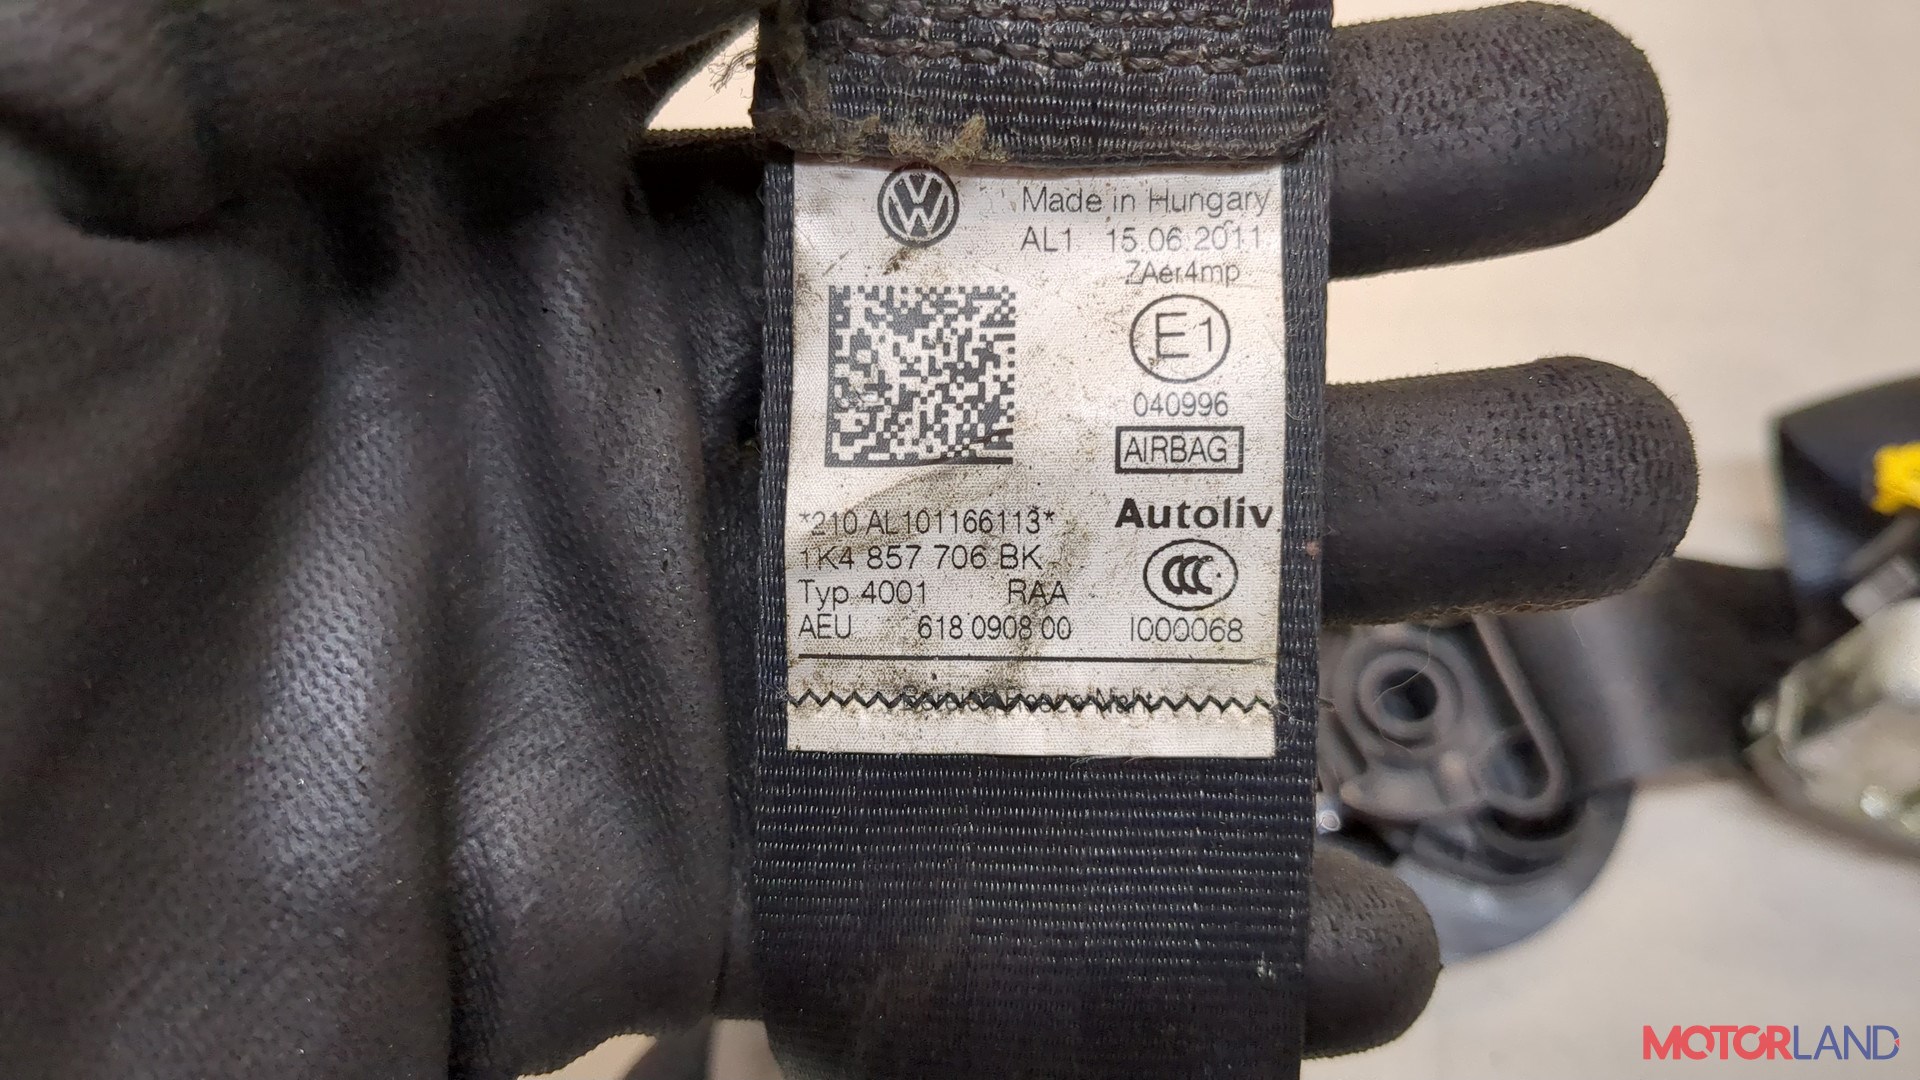 Made in Hungary
AL1 15.06.2011
ZAer4mp
E1
040996
AIRBAG
Autoliv
*210 AL101166113*
1K4 857 706 BK
CCC
Typ 4001 RAA
AEU 618 0908 00 I000068
MOTORLAND